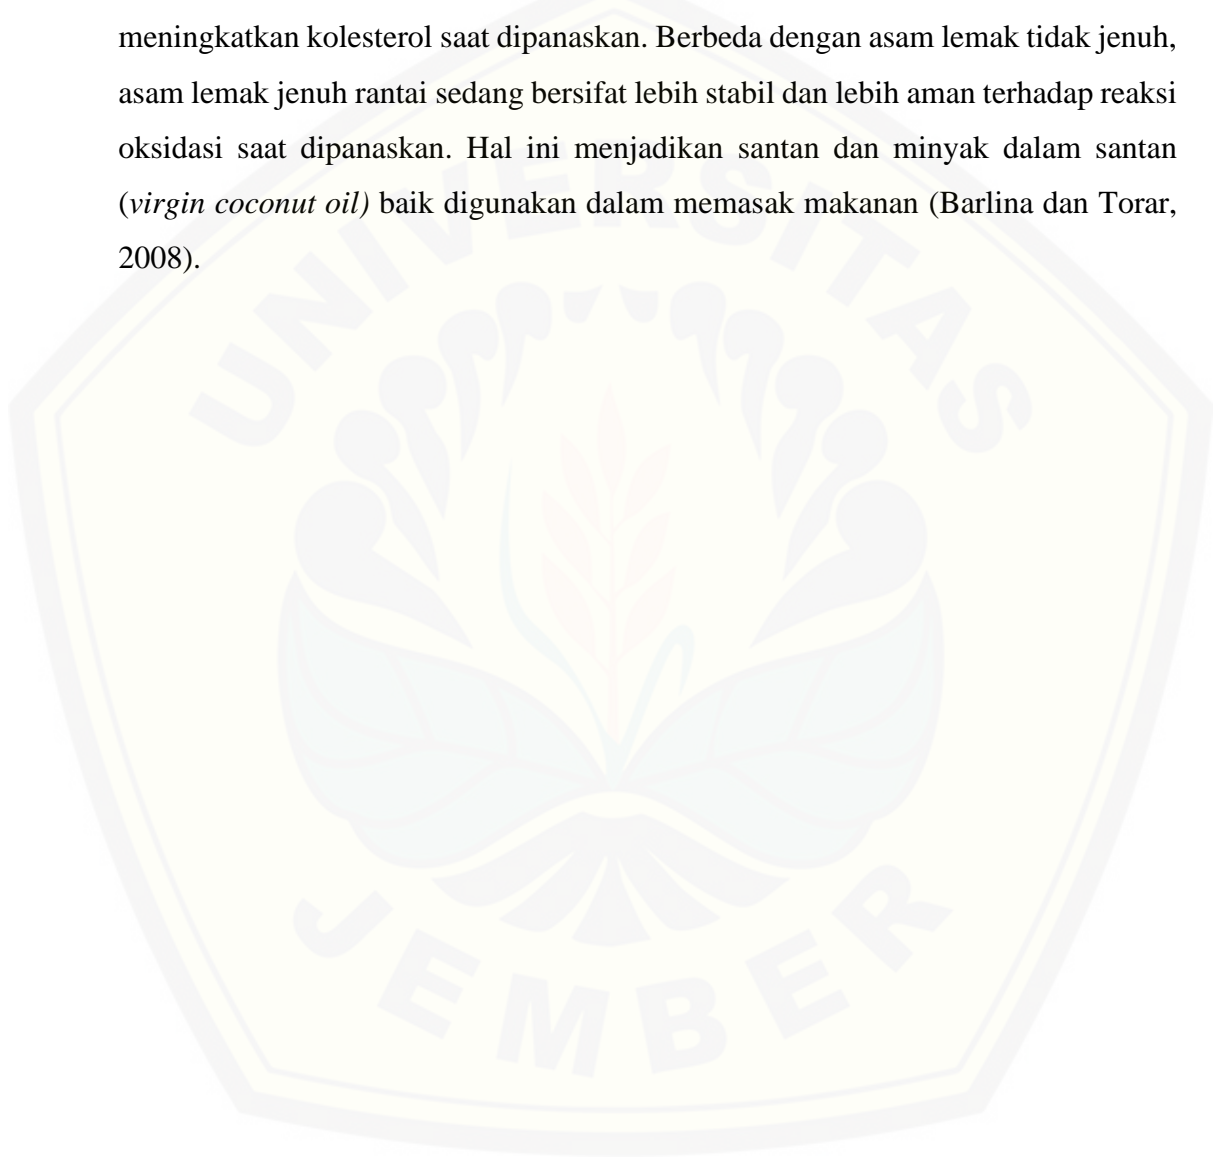 meningkatkan kolesterol saat dipanaskan. Berbeda dengan asam lemak tidak jenuh,
asam lemak jenuh rantai sedang bersifat lebih stabil dan lebih aman terhadap reaksi
oksidasi saat dipanaskan. Hal ini menjadikan santan dan minyak dalam santan
(virgin coconut oil) baik digunakan dalam memasak makanan (Barlina dan Torar,
2008).
UNIVERSITAS
JEMBER